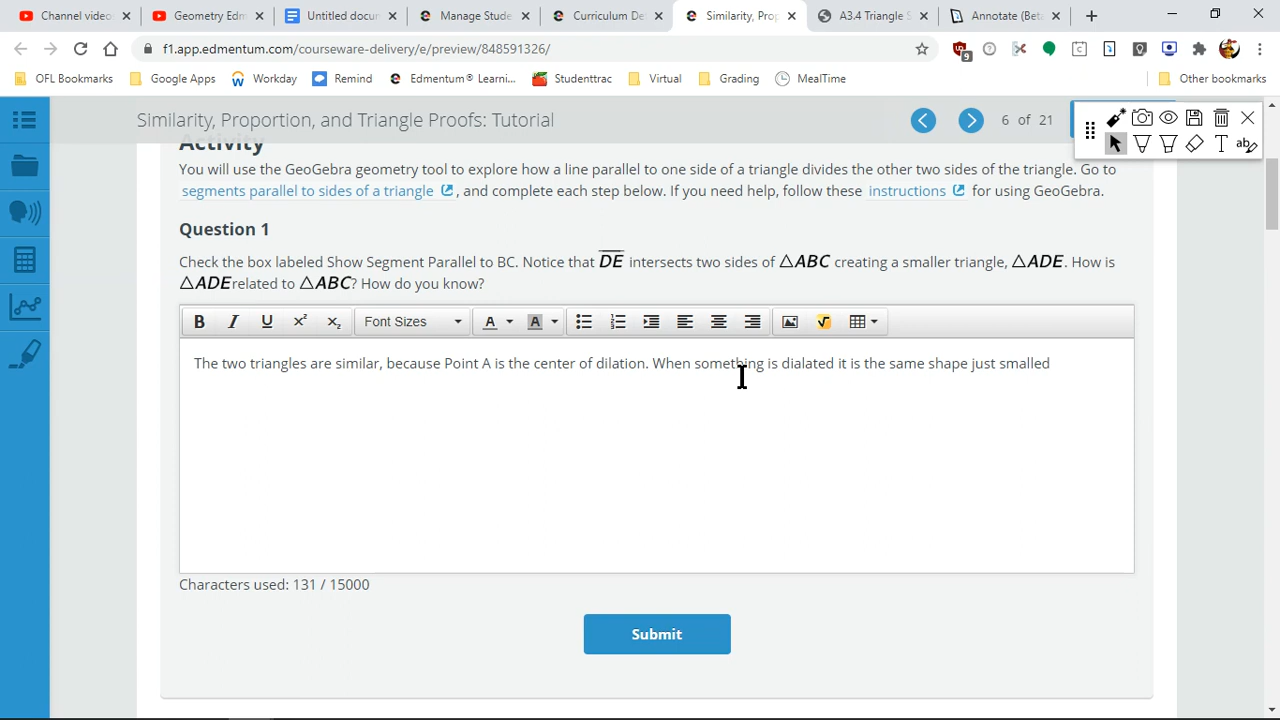 Channel video
Geometry Edm
Untitled docum
Manage Stude
Curriculum De
Similarity, Prop
A3.4 Triangle S
Annotate (Beta
f1.app.edmentum.com/courseware-delivery/e/preview/848591326/
9
OFL Bookmarks
Google Apps
Workday
Remind
Edmentum® Learni...
Studenttrac
Virtual
Grading
MealTime
Other bookmarks
Similarity, Proportion, and Triangle Proofs: Tutorial
6 of 21
Activity
You will use the GeoGebra geometry tool to explore how a line parallel to one side of a triangle divides the other two sides of the triangle. Go to
segments parallel to sides of a triangle , and complete each step below. If you need help, follow these instructions for using GeoGebra.
Question 1
Check the box labeled Show Segment Parallel to BC. Notice that DE intersects two sides of △ABC creating a smaller triangle, △ADE. How is
△ADErelated to △ABC? How do you know?
B I U X² X₂ Font Sizes A A
The two triangles are similar, because Point A is the center of dilation. When something is dialated it is the same shape just smalled
Characters used: 131 / 15000
Submit